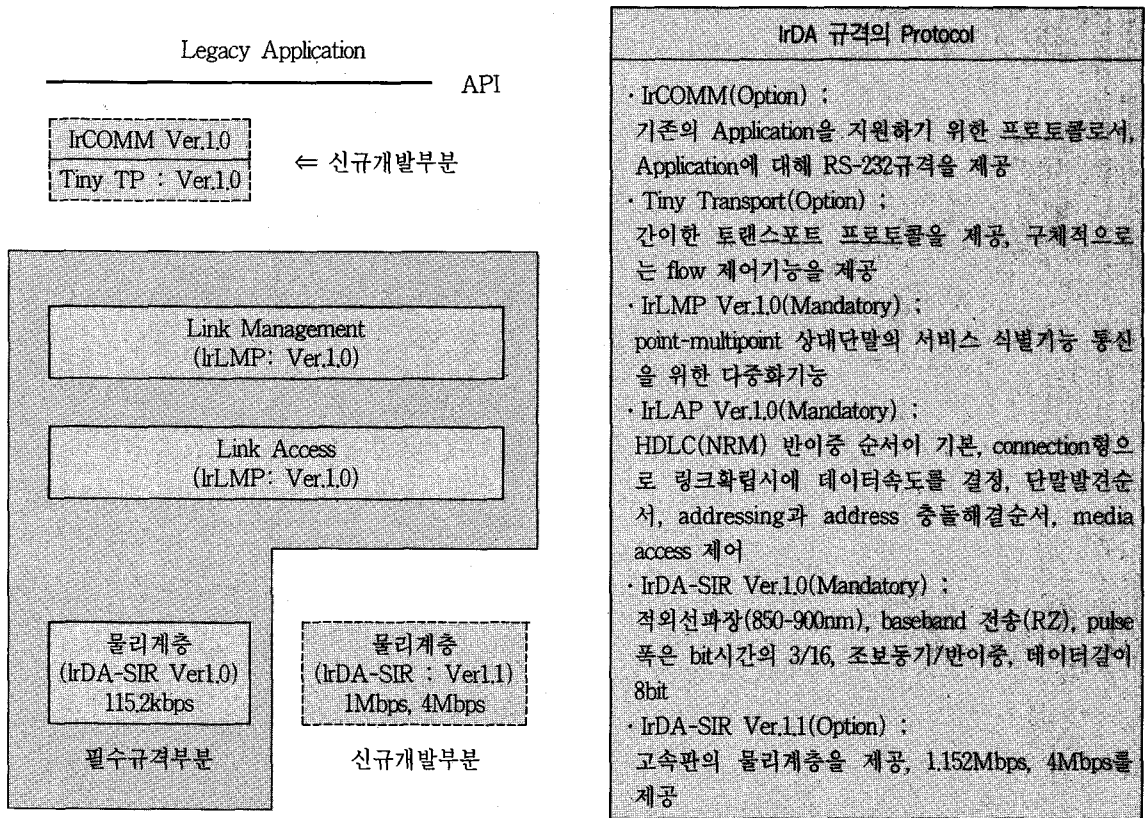 Legacy Application
API
IrCOMM Ver.1.0
Tiny TP : Ver.1.0
⇐ 신규개발부분
Link Management
(IrLMP: Ver.1.0)
Link Access
(IrLMP: Ver.1.0)
물리계층
(IrDA-SIR Ver1.0)
115.2kbps
필수규격부분
물리계층
(IrDA-SIR : Ver1.1)
1Mbps, 4Mbps
신규개발부분
IrDA 규격의 Protocol
· IrCOMM(Option) :
기존의 Application을 지원하기 위한 프로토콜로서,
Application에 대해 RS-232규격을 제공
· Tiny Transport(Option) :
간이한 토랜스포트 프로토콜을 제공, 구체적으로
는 flow 제어기능을 제공
· IrLMP Ver.1.0(Mandatory) :
point-multipoint 상대단말의 서비스 식별기능 통신
을 위한 다중화기능
· IrLAP Ver.1.0(Mandatory) :
HDLC(NRM) 반이중 순서이 기본, connection형으
로 링크확립시에 데이터속도를 결정, 단말발견순
서, addressing과 address 충돌해결순서, media
access 제어
· IrDA-SIR Ver.1.0(Mandatory) :
적외선파장(850-900nm), baseband 전송(RZ), pulse
폭은 bit시간의 3/16, 조보동기/반이중, 데이터길이
8bit
· IrDA-SIR Ver.1.1(Option) :
고속판의 물리계층을 제공, 1.152Mbps, 4Mbps를
제공